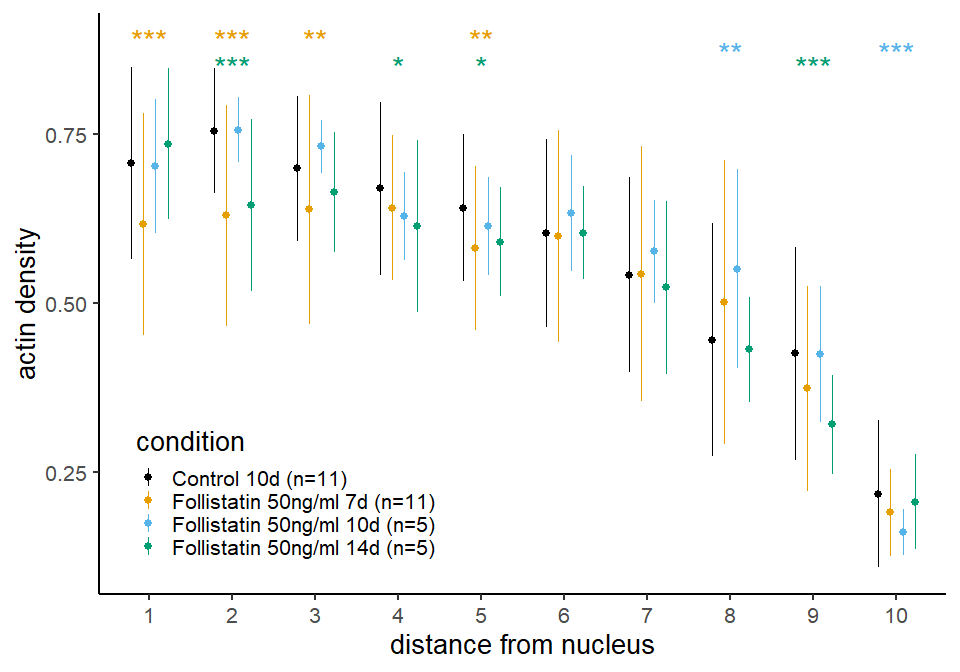 *** *** ** **
** ***
*** * * ***
0.75
0.50
0.25
actin density
condition
Control 10d (n=11)
Follistatin 50ng/ml 7d (n=11)
Follistatin 50ng/ml 10d (n=5)
Follistatin 50ng/ml 14d (n=5)
1 2 3 4 5 6 7 8 9 10
distance from nucleus